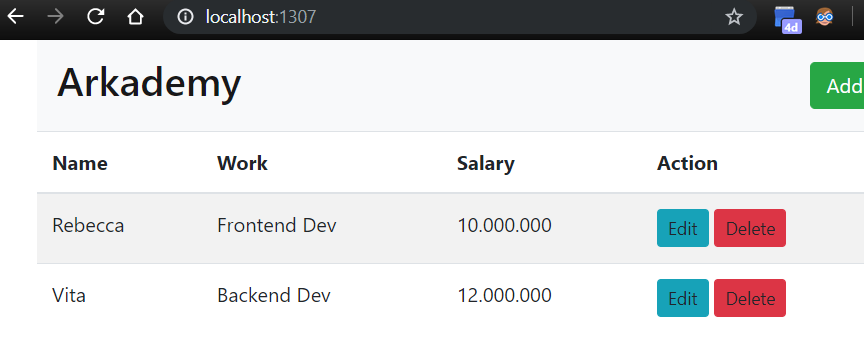 localhost:1307
4d
Arkademy
Add
Name Work Salary Action
Rebecca Frontend Dev 10.000.000 Edit Delete
Vita Backend Dev 12.000.000 Edit Delete